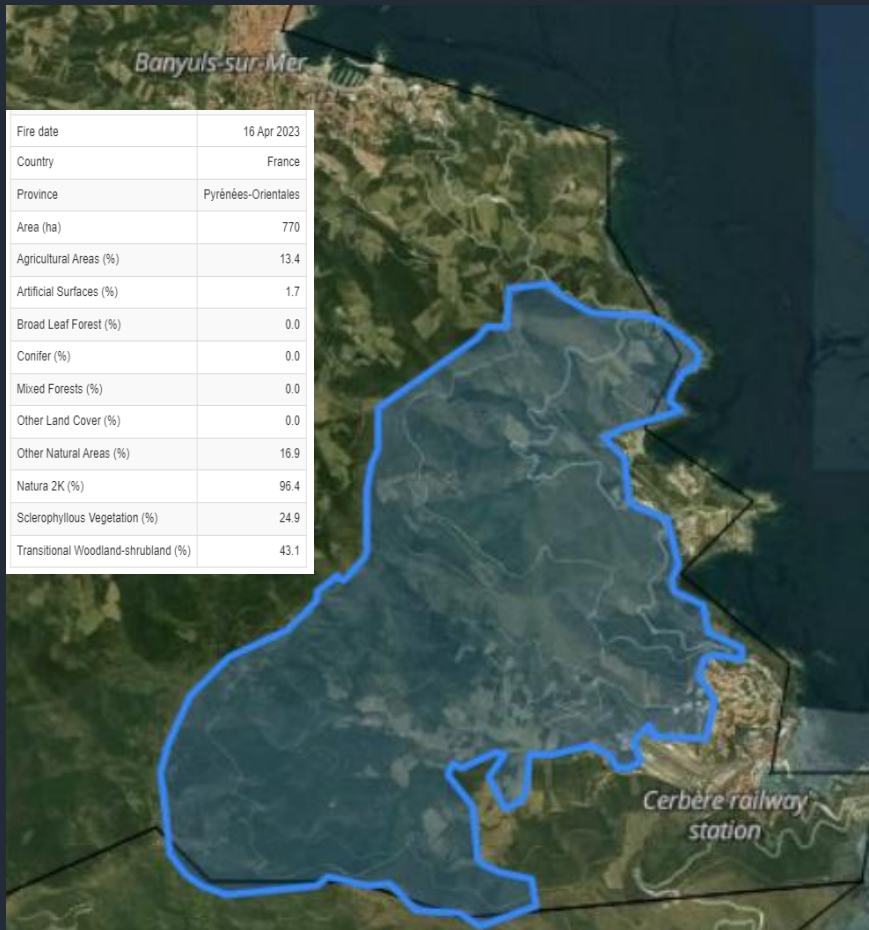 Banyuls-sur-Mer
Fire date 16 Apr 2023
Country France
Province Pyrénées-Orientales
Area (ha) 770
Agricultural Areas (%) 13.4
Artificial Surfaces (%) 1.7
Broad Leaf Forest (%) 0.0
Conifer (%) 0.0
Mixed Forests (%) 0.0
Other Land Cover (%) 0.0
Other Natural Areas (%) 16.9
Natura 2K (%) 96.4
Sclerophyllous Vegetation (%) 24.9
Transitional Woodland-shrubland (%) 43.1
Cerbère railway
station